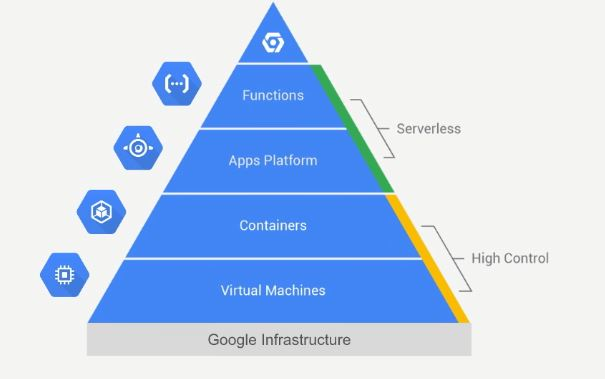 Functions
Serverless
Apps Platform
Containers
High Control
Virtual Machines
Google Infrastructure